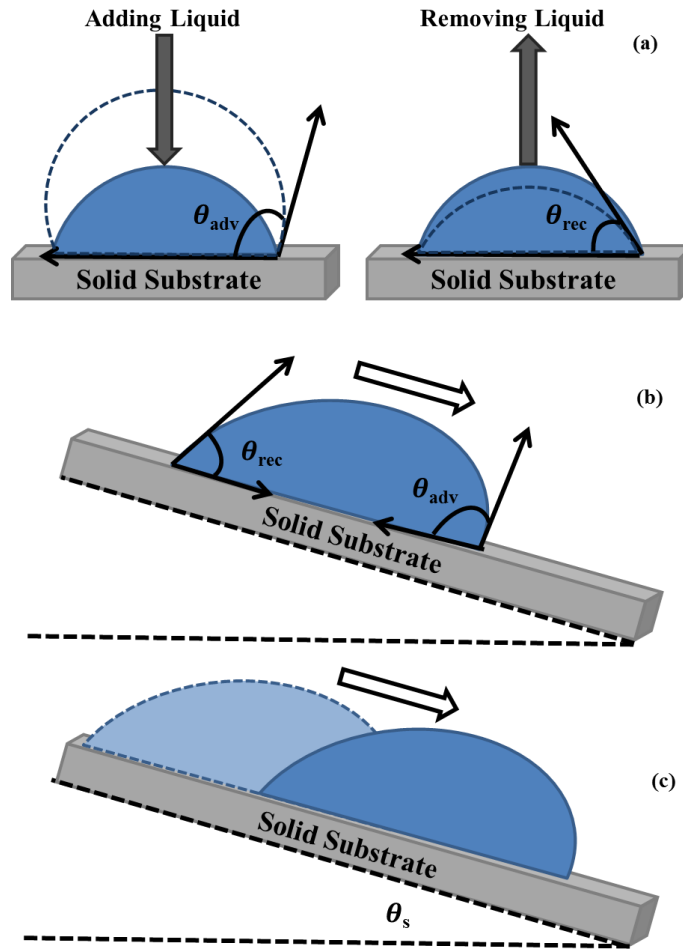 Adding Liquid
Removing Liquid
(a)
θadv
θrec
Solid Substrate
Solid Substrate
(b)
θrec
θadv
Solid Substrate
(c)
Solid Substrate
θs